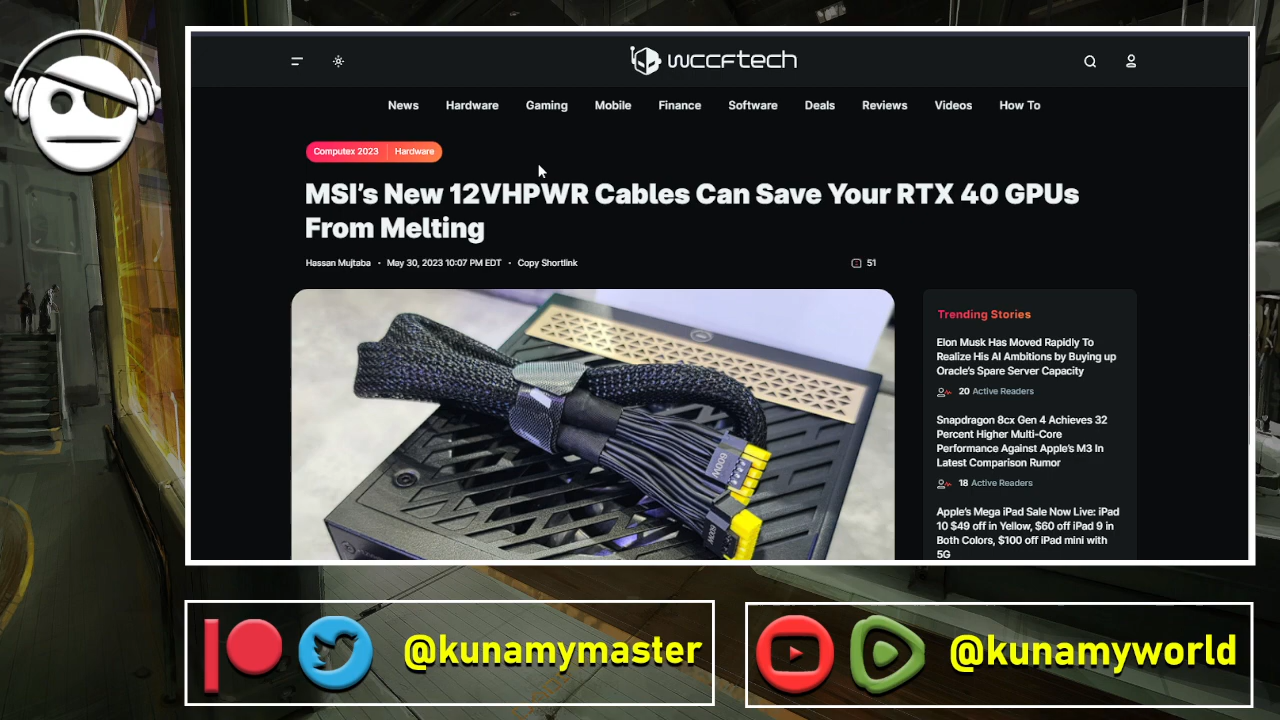 wccftech
News Hardware Gaming Mobile Finance Software Deals Reviews Videos How To
Computex 2023 Hardware
MSI's New 12VHPWR Cables Can Save Your RTX 40 GPUs
From Melting
Hassan Mujtaba • May 30, 2023 10:07 PM EDT • Copy Shortlink
51
600W
600W
Trending Stories
Elon Musk Has Moved Rapidly To
Realize His AI Ambitions by Buying up
Oracle's Spare Server Capacity
20 Active Readers
Snapdragon 8cx Gen 4 Achieves 32
Percent Higher Multi-Core
Performance Against Apple's M3 In
Latest Comparison Rumor
18 Active Readers
Apple's Mega iPad Sale Now Live: iPad
10 $49 off in Yellow, $60 off iPad 9 in
Both Colors, $100 off iPad mini with
5G
@kunamymaster
@kunamyworld